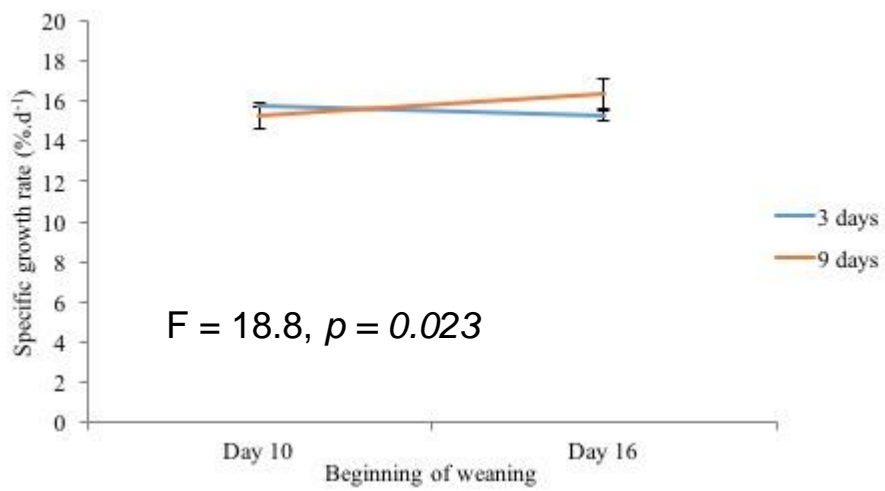 20
18
16
14
12
10
8
6
4
2
0
Specific growth rate (%.d⁻¹)
F = 18.8, p = 0.023
Day 10
Day 16
Beginning of weaning
3 days
9 days